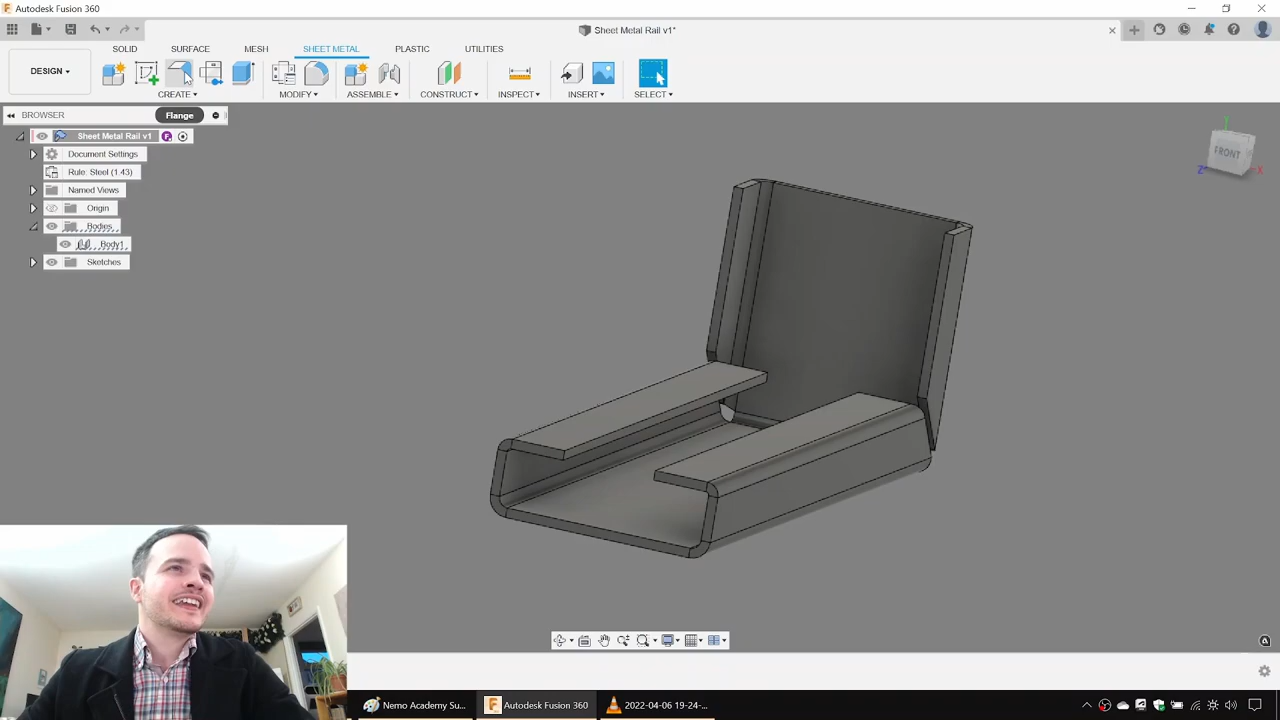 Autodesk Fusion 360
Sheet Metal Rail v1*
DESIGN
SOLID
SURFACE
MESH
SHEET METAL
PLASTIC
UTILITIES
CREATE
MODIFY
ASSEMBLE
CONSTRUCT
INSPECT
INSERT
SELECT
BROWSER
Flange
Sheet Metal Rail v1
Document Settings
Rule: Steel (1.43)
Named Views
Origin
Bodies
Body1
Sketches
Y
FRONT
Z
X
Nemo Academy Su...
Autodesk Fusion 360
2022-04-06 19-24-...